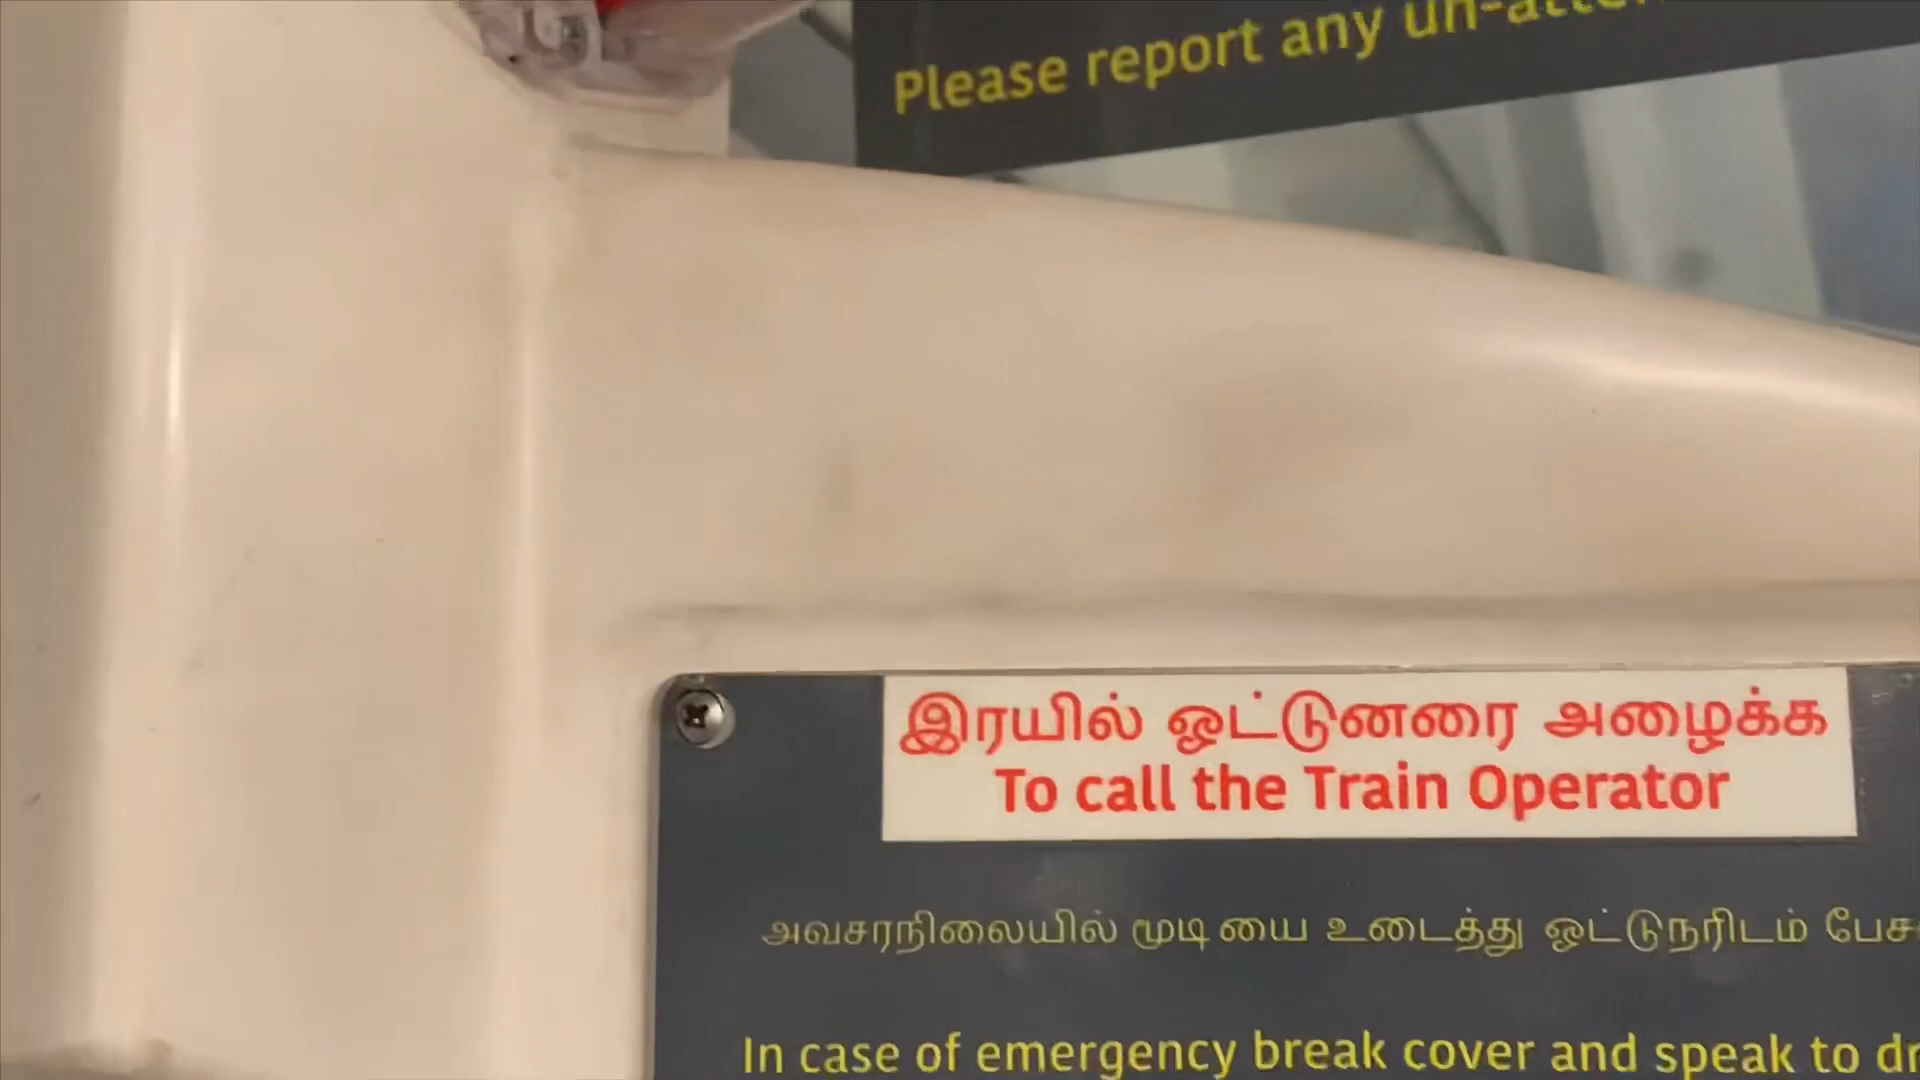 Please report any
இரயில் ஓட்டுனரை அழைக்க
To call the Train Operator
அவசரநிலையில் மூடி யை உடைத்து ஓட்டுநரிடம்
In case of emergency break cover and speak to